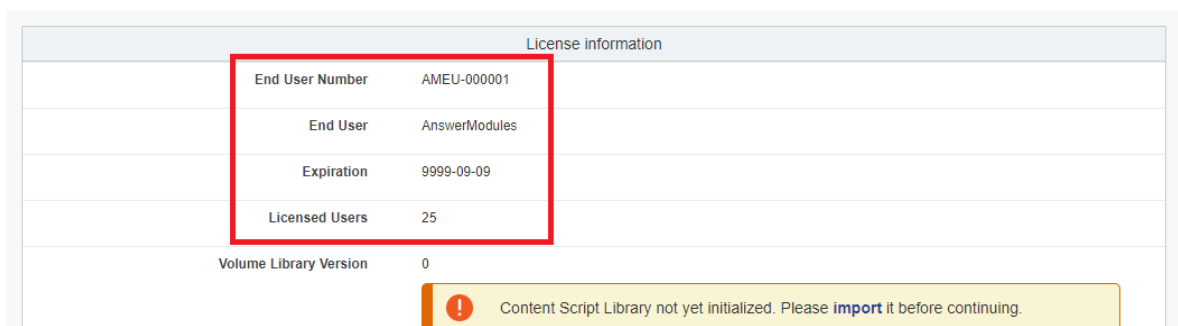 License information
End User Number AMEU-000001
End User AnswerModules
Expiration 9999-09-09
Licensed Users 25
Volume Library Version 0
Content Script Library not yet initialized. Please import it before continuing.